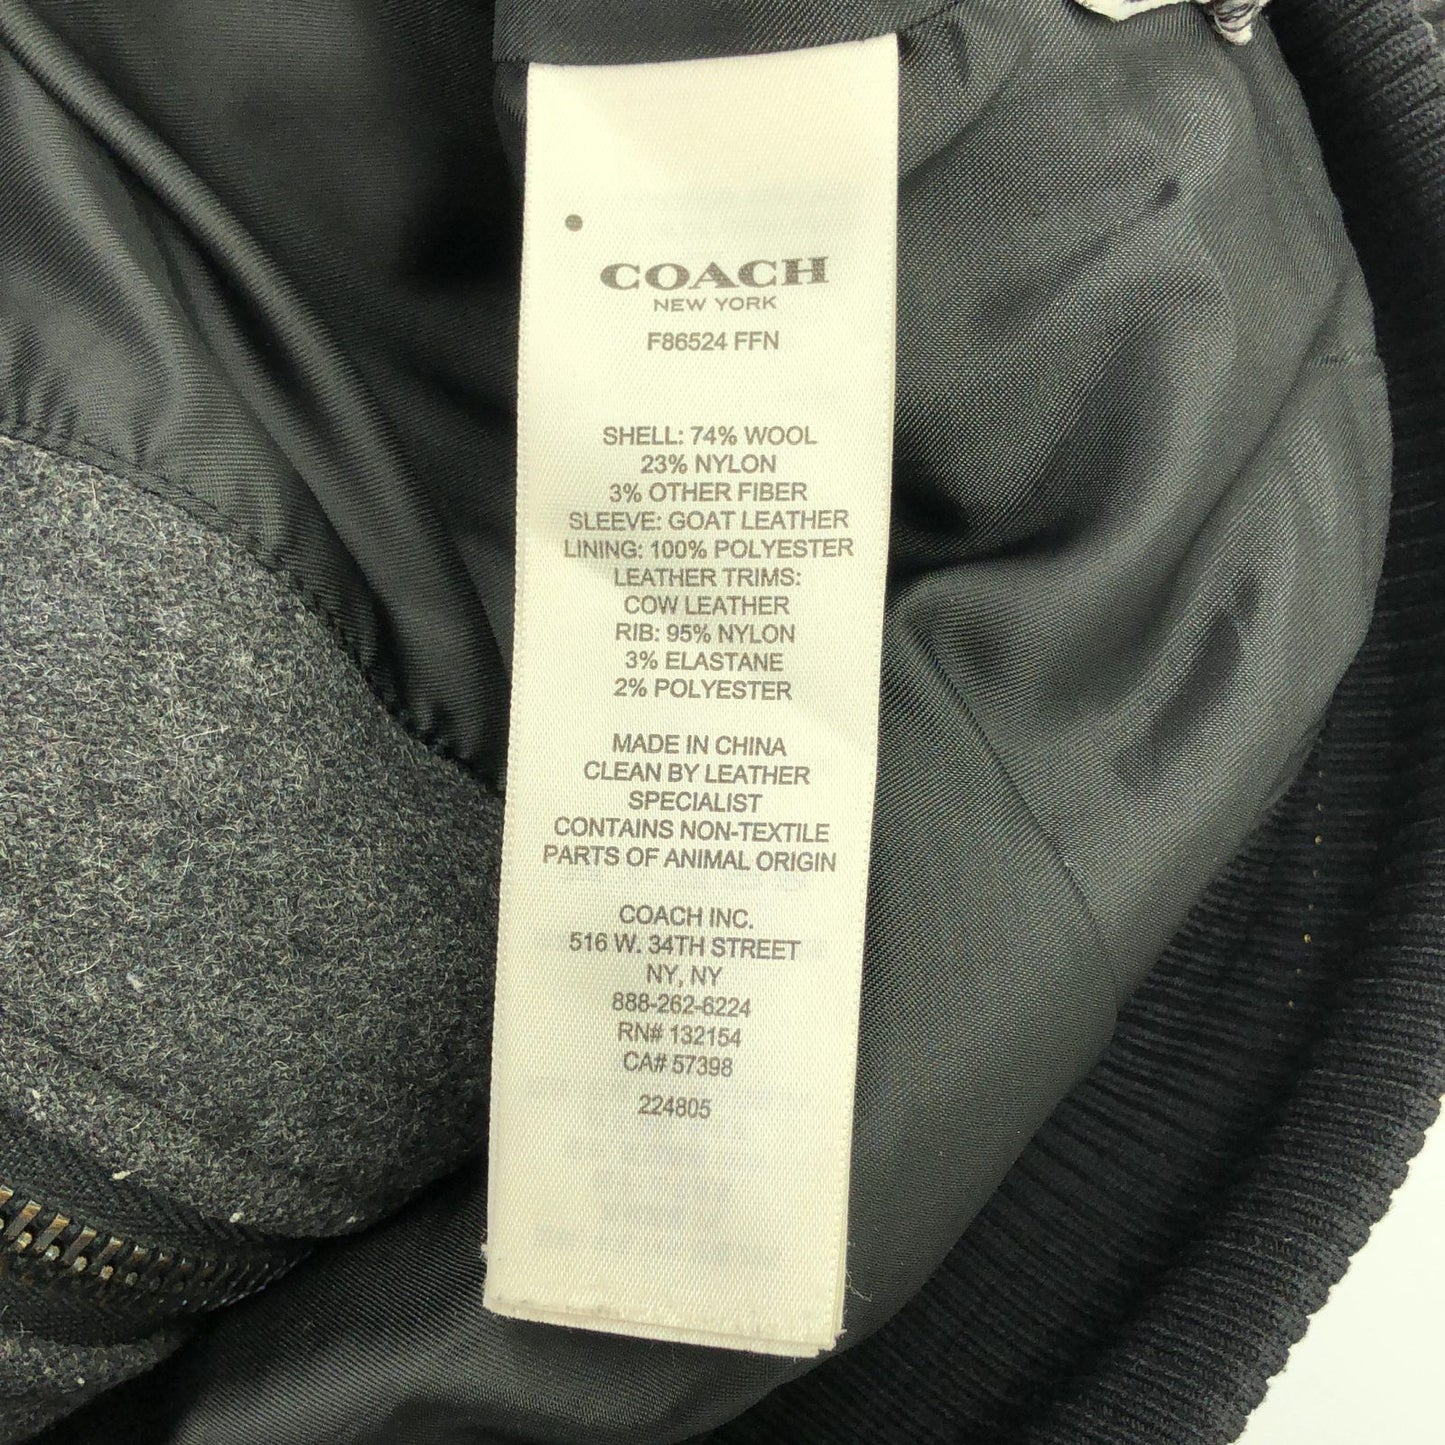 COACH
NEW YORK
F86524 FFN
SHELL: 74% WOOL
23% NYLON
3% OTHER FIBER
SLEEVE: GOAT LEATHER
LINING: 100% POLYESTER
LEATHER TRIMS:
COW LEATHER
RIB: 95% NYLON
3% ELASTANE
2% POLYESTER
MADE IN CHINA
CLEAN BY LEATHER
SPECIALIST
CONTAINS NON-TEXTILE
PARTS OF ANIMAL ORIGIN
COACH INC.
516 W. 34TH STREET
NY, NY
888-262-6224
RN# 132154
CA# 57398
224805